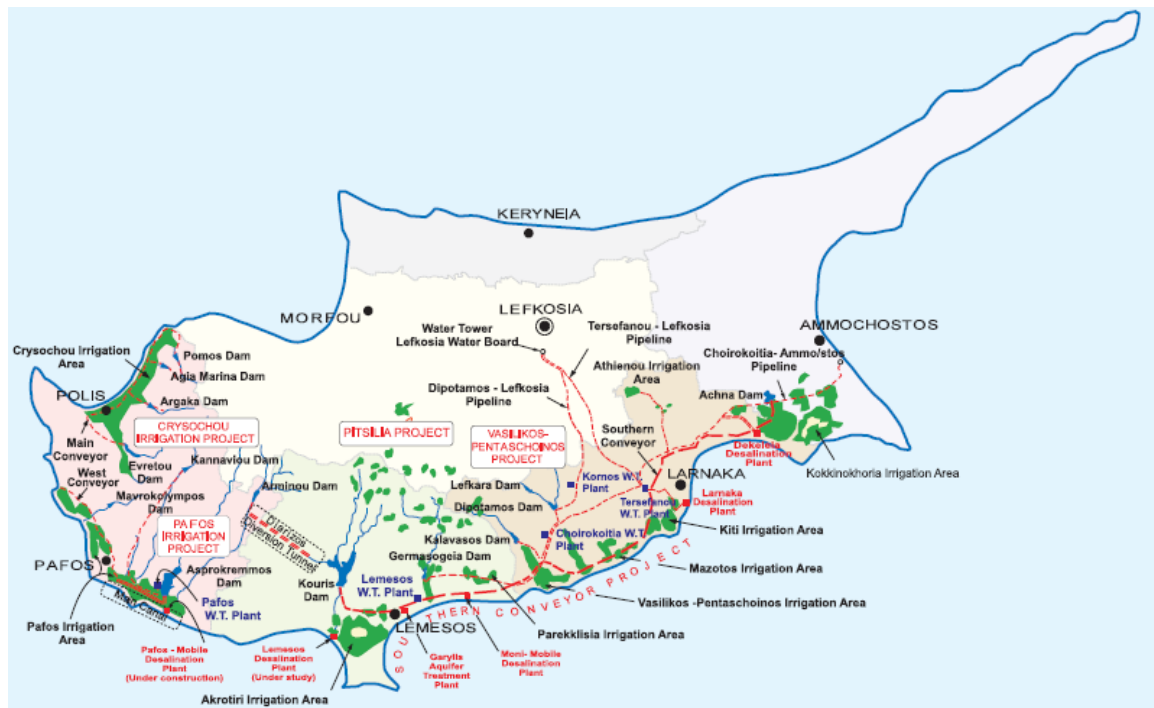 KERYNEIA
MORFOU
LEFKOSIA
Water Tower
Lefkosia Water Board
Tersefanou - Lefkosia
Pipeline
AMMOCHOSTOS
Choirokoitia- Ammo/stos
Pipeline
Athienou Irrigation
Area
Dipotamos - Lefkosia
Pipeline
Achna Dam
Crysochou Irrigation
Area
Pomos Dam
Agia Marina Dam
POLIS
Argaka Dam
CRYSOCHOU
IRRIGATION PROJECT
PITSILIA PROJECT
VASILIKOS-
PENTASCHOINOS
PROJECT
Southern
Conveyor
Dekeleia
Desalination
Plant
Kokkinokhoria Irrigation Area
Main
Conveyor
Evretou
Dam
Kannaviou Dam
West
Conveyor
Mavrokolympos
Dam
Arminou Dam
Lefkara Dam
Kornos W.T.
Plant
LARNAKA
Larnaka
Desalination
Plant
Dipotamos Dam
Tersefanou
W.T. Plant
PAFOS
IRRIGATION
PROJECT
Diarizos
Diversion Tunnel
Kalavasos Dam
Choirokoitia W.T.
Plant
Kiti Irrigation Area
Germasogeia Dam
PAFOS
Asprokremmos
Dam
Kouris
Dam
Lemesos
W.T. Plant
Mazotos Irrigation Area
Main Canal
Pafos
W.T. Plant
Vasilikos -Pentaschoinos Irrigation Area
Pafos Irrigation
Area
LEMESOS
SOUTHERN CONVEYOR PROJECT
Parekklisia Irrigation Area
Pafos - Mobile
Desalination
Plant
(Under construction)
Lemesos
Desalination
Plant
(Under study)
Garylls
Aquifer
Treatment
Plant
Moni- Mobile
Desalination
Plant
Akrotiri Irrigation Area